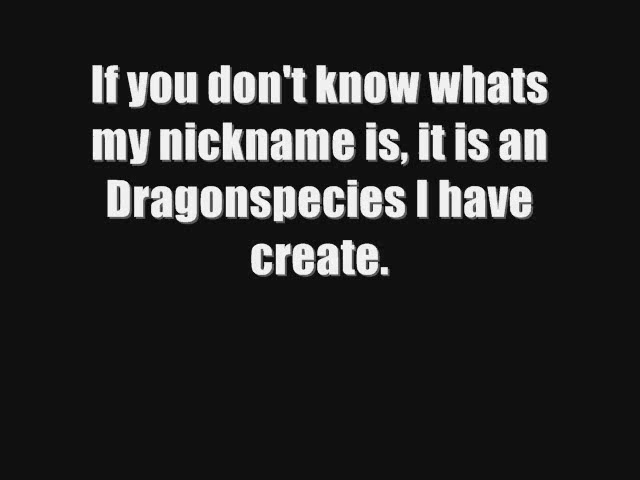 If you don't know whats
my nickname is, it is an
Dragonspecies I have
create.